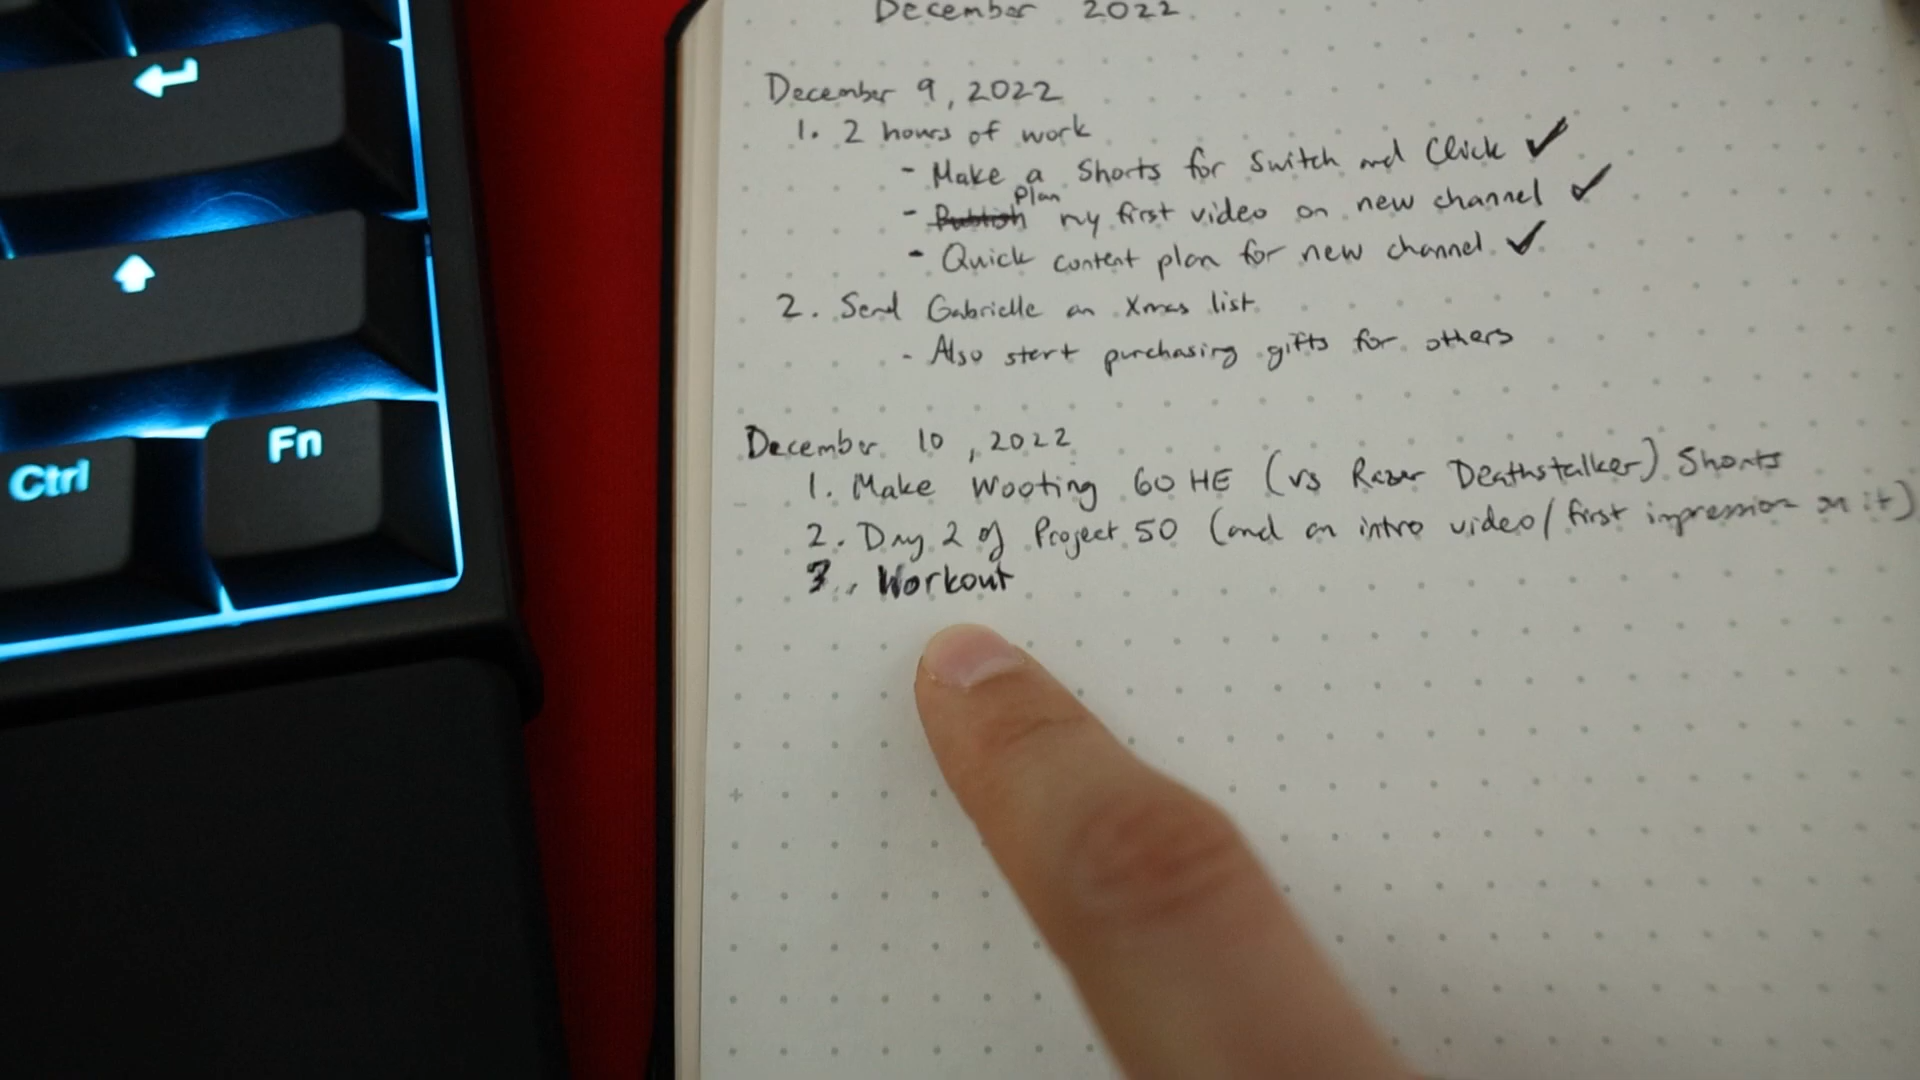 December 2022
December 9, 2022
1. 2 hours of work
- Make a Shorts for Switch and Click ✓
- Publish Plan my first video on new channel ✓
- Quick content plan for new channel ✓
2. Send Gabrielle an Xmas list
- Also start purchasing gifts for others
December 10, 2022
1. Make Wooting 60HE (vs Razer Deathstalker) Shorts
2. Day 2 of Project 50 (and an intro video/first impression on it)
3. Workout
Ctrl
Fn